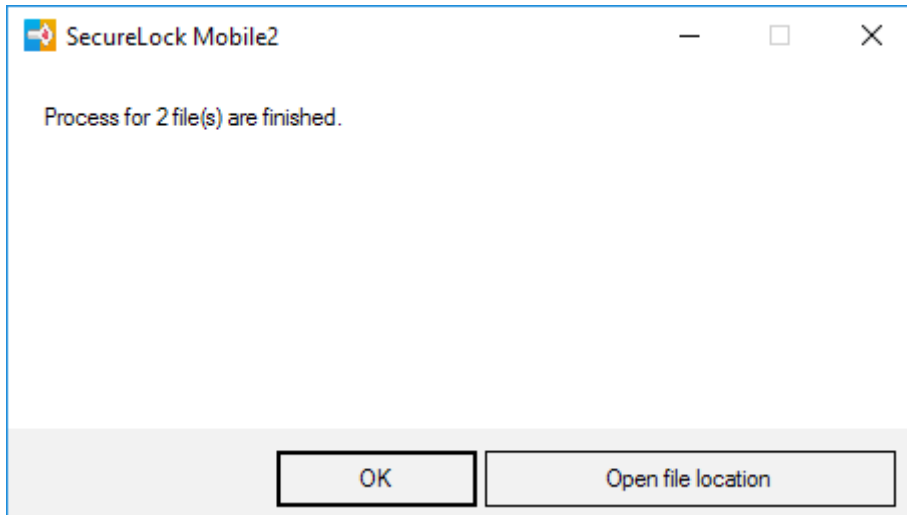 SecureLock Mobile2
Process for 2 file(s) are finished.
OK
Open file location